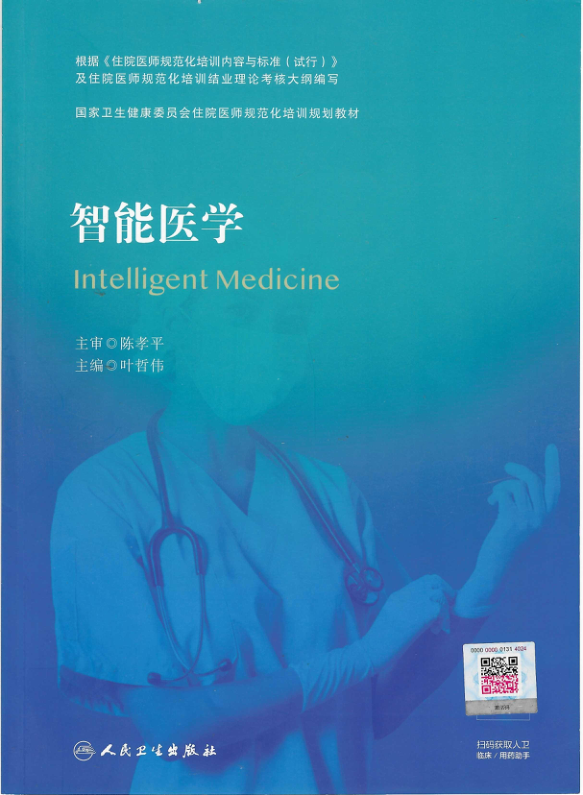 根据《住院医师规范化培训内容与标准（试行）》
及住院医师规范化培训结业理论考核大纲编写
国家卫生健康委员会住院医师规范化培训规划教材
智能医学
Intelligent Medicine
主审◎陈孝平
主编◎叶哲伟
0000 0000 0131 4024
人民卫生出版社
扫码获取人卫
临床/用药助手